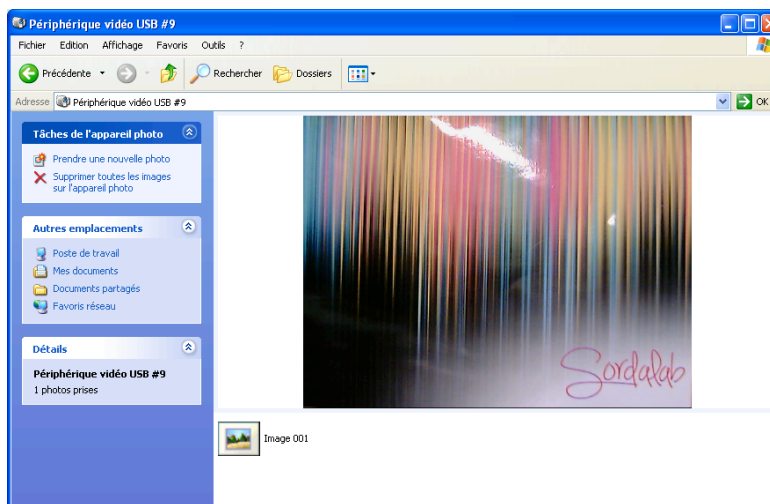 Périphérique vidéo USB #9
Fichier Edition Affichage Favoris Outils ?
Précédente Rechercher Dossiers
Adresse Périphérique vidéo USB #9 OK
Tâches de l'appareil photo
Prendre une nouvelle photo
Supprimer toutes les images
sur l'appareil photo
Autres emplacements
Poste de travail
Mes documents
Documents partagés
Favoris réseau
Détails
Périphérique vidéo USB #9
1 photos prises
Sordalab
Image 001